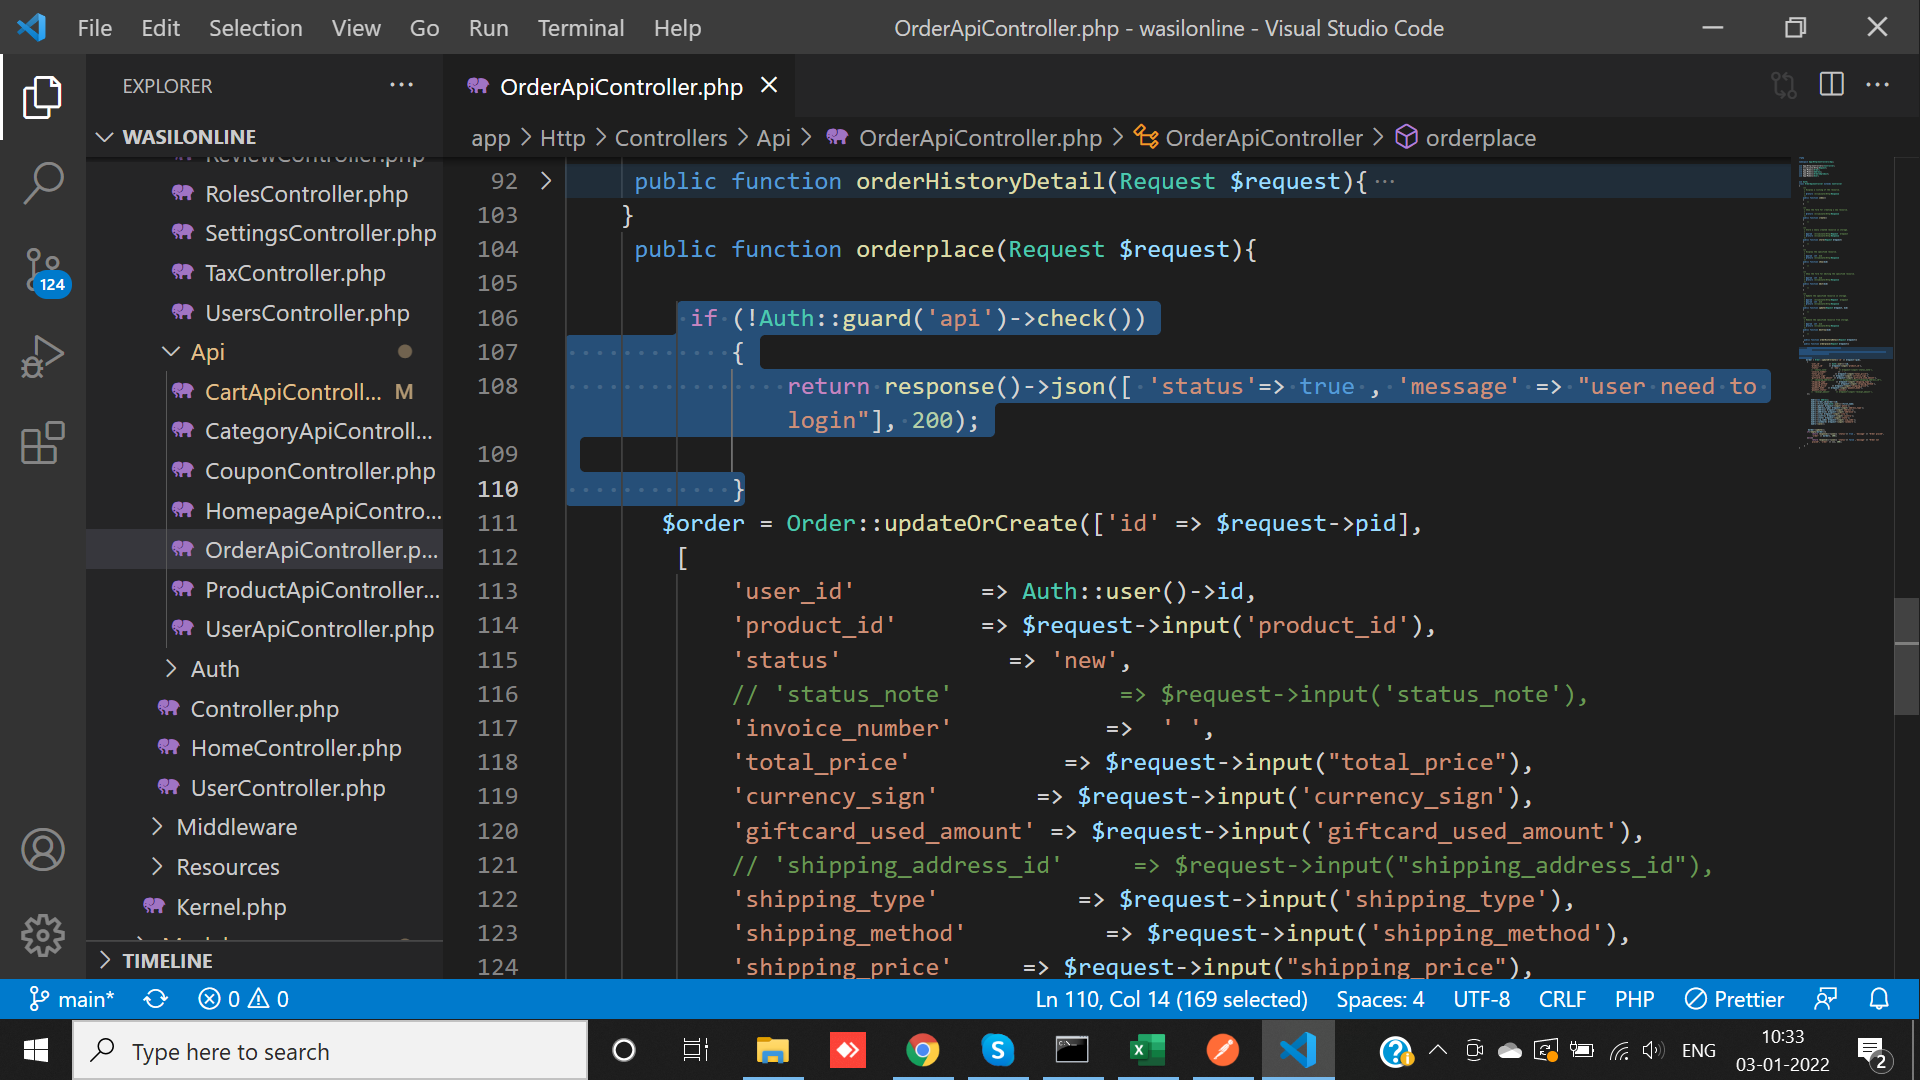 File Edit Selection View Go Run Terminal Help
OrderApiController.php - wasilonline - Visual Studio Code
EXPLORER
OrderApiController.php
WASILONLINE
app > Http > Controllers > Api > OrderApiController.php > OrderApiController > orderplace
ReviewController.php
RolesController.php
SettingsController.php
TaxController.php
UsersController.php
Api
CartApiControll... M
CategoryApiControll...
CouponController.php
HomepageApiContro...
OrderApiController.p...
ProductApiController...
UserApiController.php
Auth
Controller.php
HomeController.php
UserController.php
Middleware
Resources
Kernel.php
TIMELINE
124
92 public function orderHistoryDetail(Request $request){ ...
103 }
104 public function orderplace(Request $request){
105
106 if (!Auth::guard('api')->check())
107 {
108 return response()->json([ 'status'=> true , 'message' => "user need to
login"], 200);
109
110 }
111 $order = Order::updateOrCreate(['id' => $request->pid],
112 [
113 'user_id' => Auth::user()->id,
114 'product_id' => $request->input('product_id'),
115 'status' => 'new',
116 // 'status_note' => $request->input('status_note'),
117 'invoice_number' => ' ',
118 'total_price' => $request->input("total_price"),
119 'currency_sign' => $request->input('currency_sign'),
120 'giftcard_used_amount' => $request->input('giftcard_used_amount'),
121 // 'shipping_address_id' => $request->input("shipping_address_id"),
122 'shipping_type' => $request->input('shipping_type'),
123 'shipping_method' => $request->input('shipping_method'),
124 'shipping_price' => $request->input("shipping_price"),
main* 0 0 Ln 110, Col 14 (169 selected) Spaces: 4 UTF-8 CRLF PHP Prettier
Type here to search
ENG
10:33
03-01-2022
2